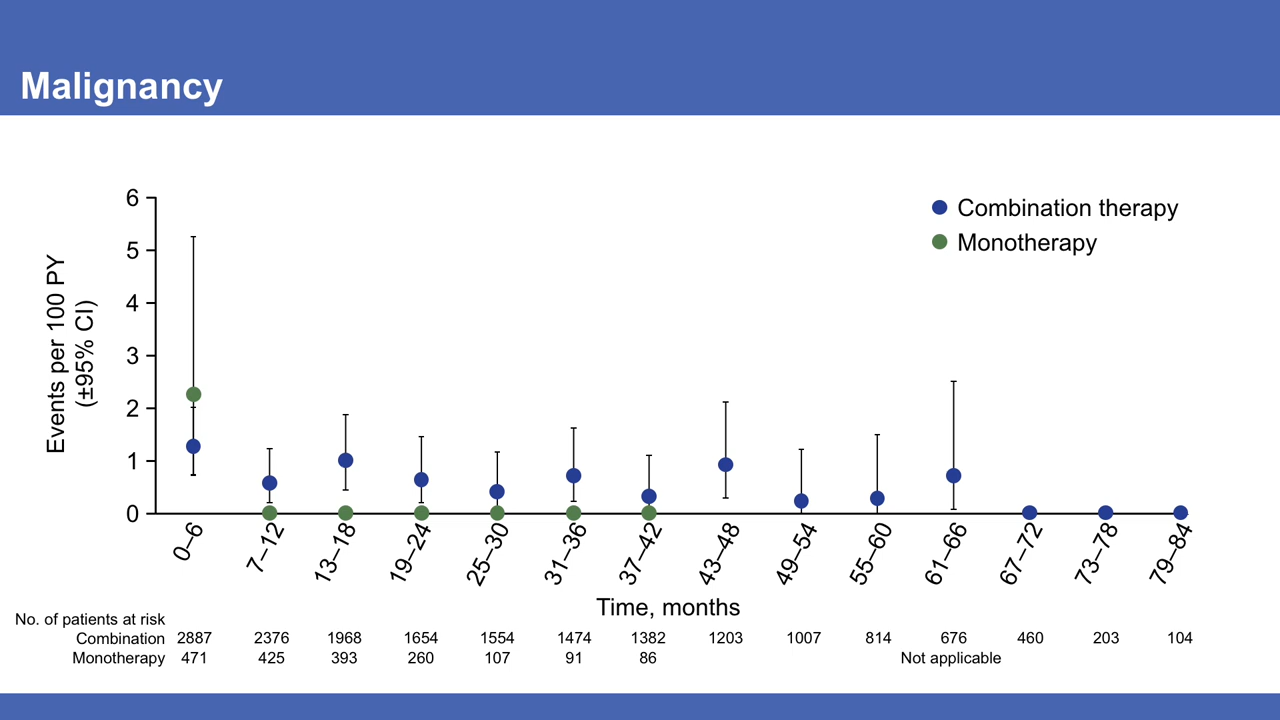 Malignancy
Events per 100 PY
(±95% CI)
6
5
4
3
2
1
0
Combination therapy
Monotherapy
0–6 7–12 13–18 19–24 25–30 31–36 37–42 43–48 49–54 55–60 61–66 67–72 73–78 79–84
Time, months
No. of patients at risk
Combination 2887 2376 1968 1654 1554 1474 1382 1203 1007 814 676 460 203 104
Monotherapy 471 425 393 260 107 91 86 Not applicable